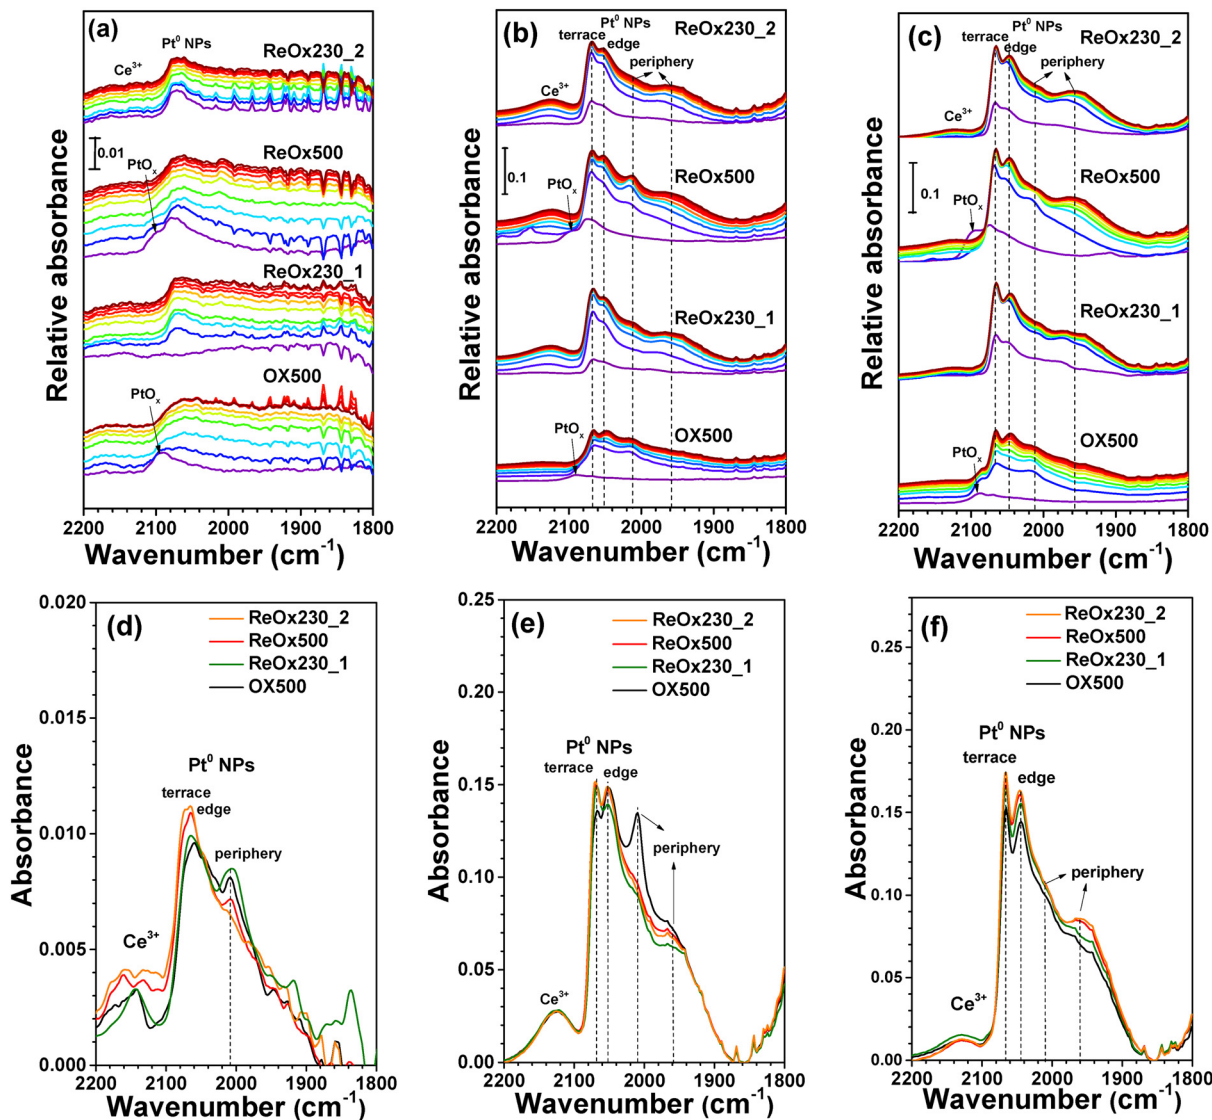 (a)
Pt⁰ NPs
ReOx230_2
Ce³⁺
0.01
ReOx500
PtOₓ
ReOx230_1
OX500
PtOₓ
Relative absorbance
2200 2100 2000 1900 1800
Wavenumber (cm⁻¹)
(b)
Pt⁰ NPs
ReOx230_2
terrace
edge
periphery
Ce³⁺
0.1
ReOx500
PtOₓ
ReOx230_1
OX500
PtOₓ
Relative absorbance
2200 2100 2000 1900 1800
Wavenumber (cm⁻¹)
(c)
Pt⁰ NPs
ReOx230_2
terrace
edge
periphery
Ce³⁺
0.1
ReOx500
PtOₓ
ReOx230_1
OX500
PtOₓ
Relative absorbance
2200 2100 2000 1900 1800
Wavenumber (cm⁻¹)
(d)
ReOx230_2
ReOx500
ReOx230_1
OX500
Pt⁰ NPs
terrace
edge
periphery
Ce³⁺
0.020
0.015
0.010
0.005
0.000
Absorbance
2200 2100 2000 1900 1800
Wavenumber (cm⁻¹)
(e)
ReOx230_2
ReOx500
ReOx230_1
OX500
Pt⁰ NPs
terrace
edge
periphery
Ce³⁺
0.25
0.20
0.15
0.10
0.05
0.00
Absorbance
2200 2100 2000 1900 1800
Wavenumber (cm⁻¹)
(f)
ReOx230_2
ReOx500
ReOx230_1
OX500
Pt⁰ NPs
terrace
edge
periphery
Ce³⁺
0.25
0.20
0.15
0.10
0.05
0.00
Absorbance
2200 2100 2000 1900 1800
Wavenumber (cm⁻¹)